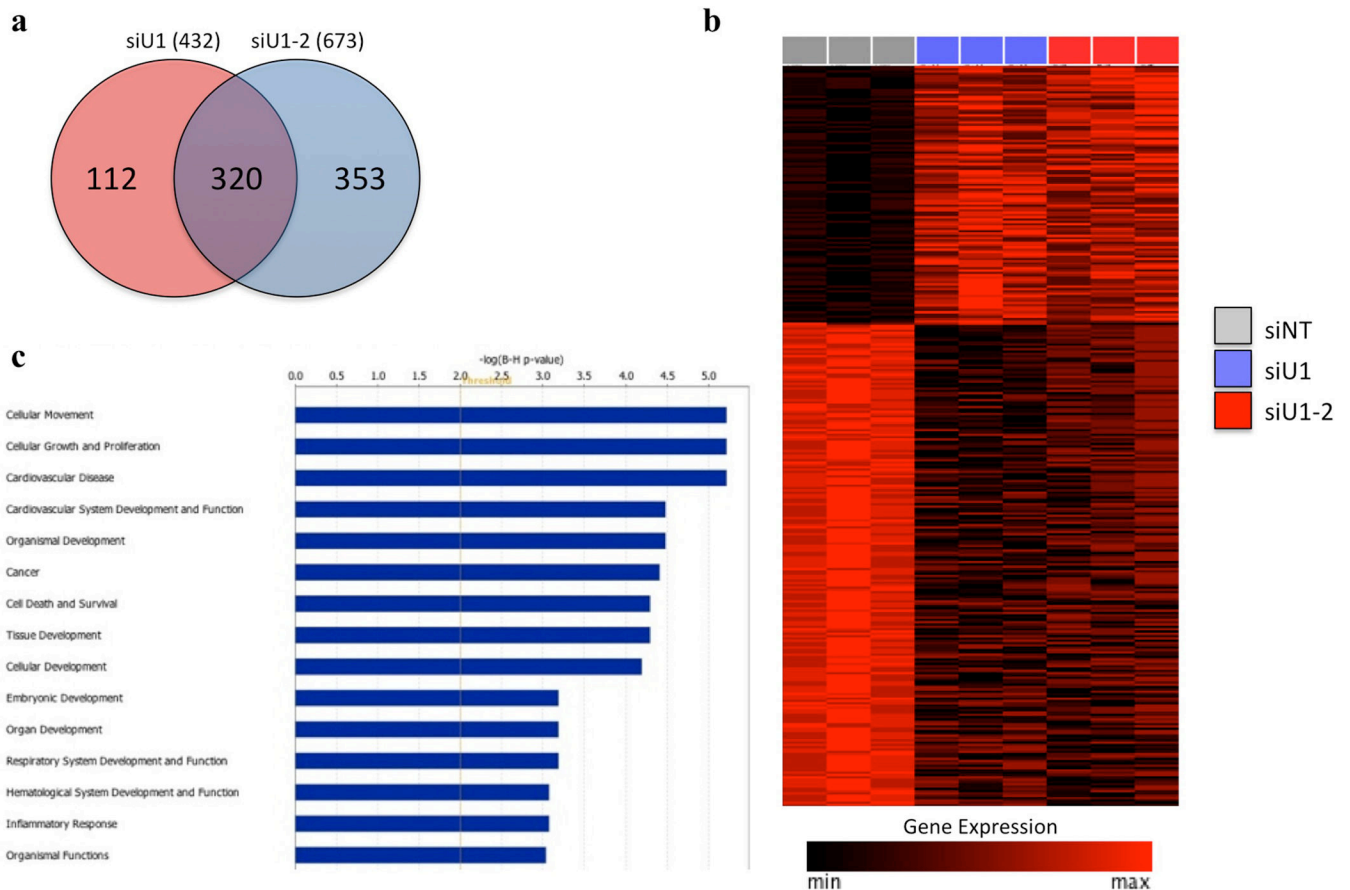 a
siU1 (432)
siU1-2 (673)
112
320
353
b
siNT
siU1
siU1-2
Gene Expression
min
max
c
-log(B-H p-value)
0.0 0.5 1.0 1.5 2.0 2.5 3.0 3.5 4.0 4.5 5.0
Threshold
Cellular Movement
Cellular Growth and Proliferation
Cardiovascular Disease
Cardiovascular System Development and Function
Organismal Development
Cancer
Cell Death and Survival
Tissue Development
Cellular Development
Embryonic Development
Organ Development
Respiratory System Development and Function
Hematological System Development and Function
Inflammatory Response
Organismal Functions